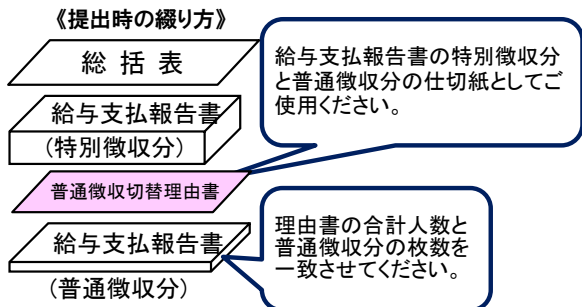 《提出時の綴り方》
総 括 表
給与支払報告書
(特別徴収分)
普通徴収切替理由書
給与支払報告書
(普通徴収分)
給与支払報告書の特別徴収分
と普通徴収分の仕切紙としてご
使用ください。
理由書の合計人数と
普通徴収分の枚数を
一致させてください。